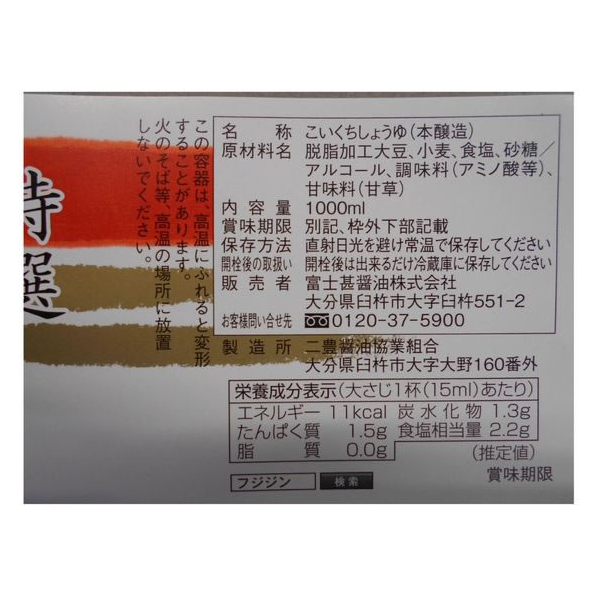 特選
この容器は、高温にふれると変形
することがあります。
火のそば等、高温の場所に放置
しないでください。
名称 こいくちしょうゆ(本醸造)
原材料名 脱脂加工大豆、小麦、食塩、砂糖/
アルコール、調味料(アミノ酸等)、
甘味料(甘草)
内容量 1000ml
賞味期限 別記、枠外下部記載
保存方法 直射日光を避け常温で保存してください
開栓後の取扱い 開栓後は出来るだけ冷蔵庫に保存してください
販売者 富士甚醤油株式会社
大分県臼杵市大字臼杵551-2
お客様問い合せ先 0120-37-5900
製造所 二豊醤油協業組合
大分県臼杵市大字大野160番外
栄養成分表示(大さじ1杯(15ml)あたり)
エネルギー 11kcal 炭水化物 1.3g
たんぱく質 1.5g 食塩相当量 2.2g
脂質 0.0g (推定値)
賞味期限
フジジン 検索